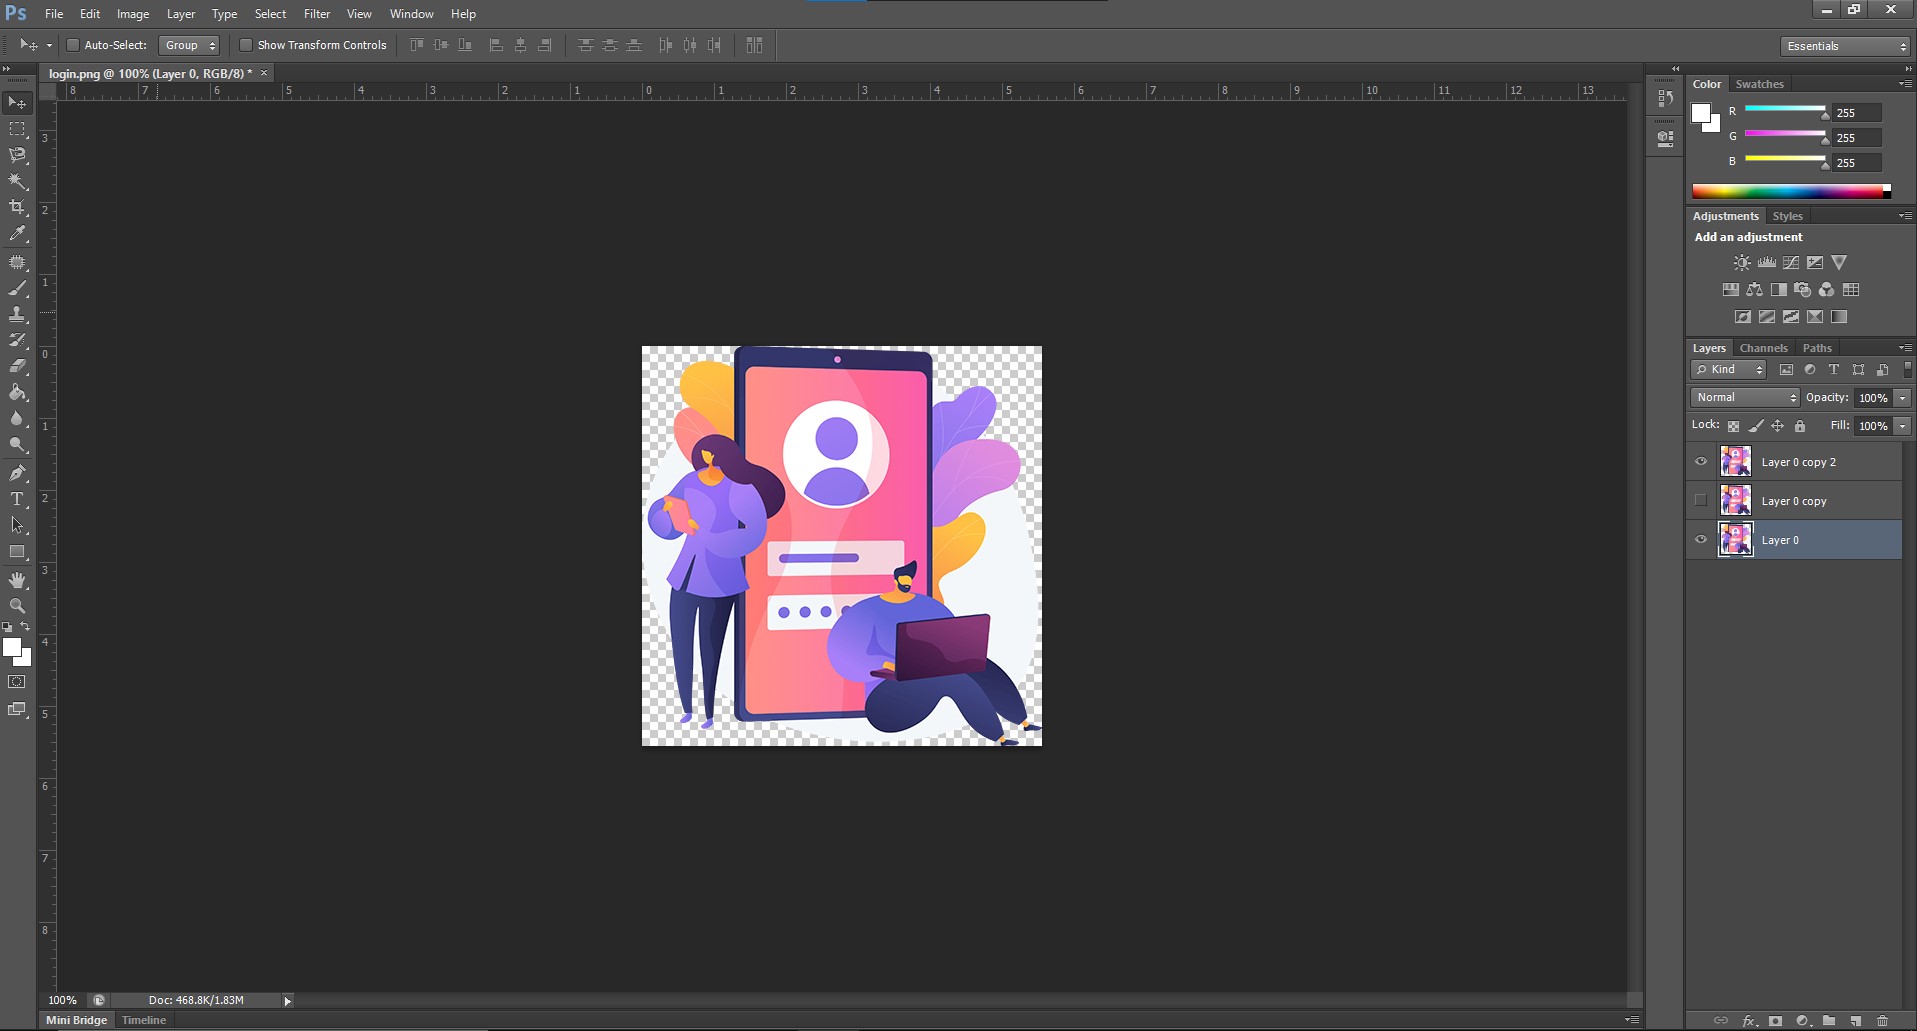 Ps File Edit Image Layer Type Select Filter View Window Help
Auto-Select: Group Show Transform Controls Essentials
login.png @ 100% (Layer 0, RGB/8) * ×
8 7 6 5 4 3 2 1 0 1 2 3 4 5 6 7 8 9 10 11 12 13
3
2
1
0
1
2
3
4
5
6
7
8
Color Swatches
R 255
G 255
B 255
Adjustments Styles
Add an adjustment
Layers Channels Paths
Kind
Normal Opacity: 100%
Lock: Fill: 100%
Layer 0 copy 2
Layer 0 copy
Layer 0
100% Doc: 468.8K/1.83M
Mini Bridge Timeline
fx